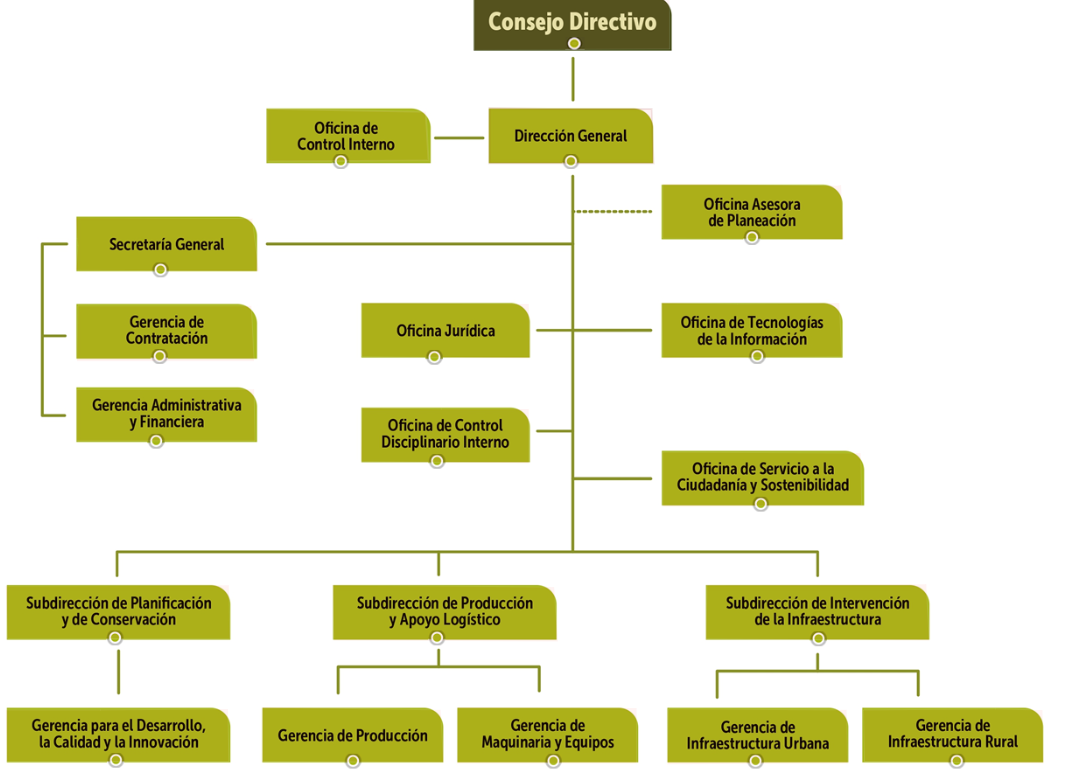 Consejo Directivo
Oficina de
Control Interno
Dirección General
Oficina Asesora
de Planeación
Secretaría General
Gerencia de
Contratación
Oficina Jurídica
Oficina de Tecnologías
de la Información
Gerencia Administrativa
y Financiera
Oficina de Control
Disciplinario Interno
Oficina de Servicio a la
Ciudadanía y Sostenibilidad
Subdirección de Planificación
y de Conservación
Subdirección de Producción
y Apoyo Logístico
Subdirección de Intervención
de la Infraestructura
Gerencia para el Desarrollo,
la Calidad y la Innovación
Gerencia de Producción
Gerencia de
Maquinaria y Equipos
Gerencia de
Infraestructura Urbana
Gerencia de
Infraestructura Rural